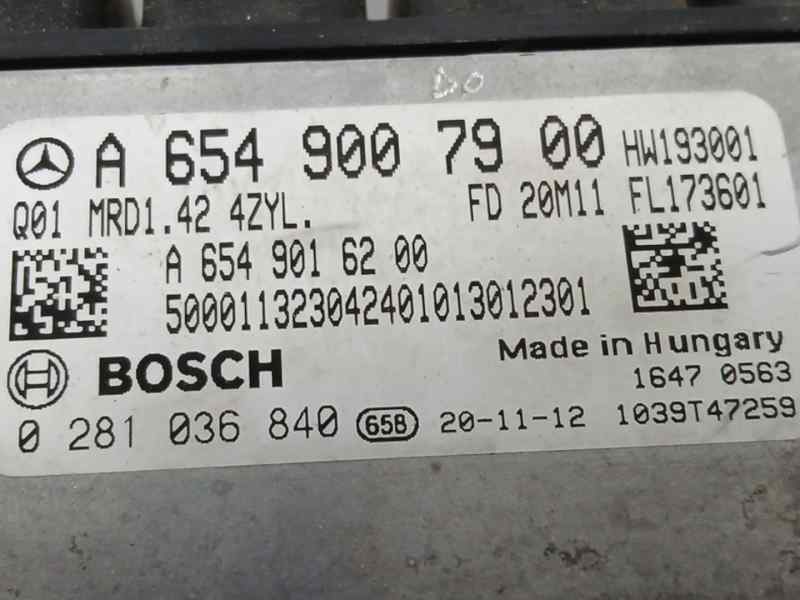 DO
A 654 900 79 00 HW193001
Q01 MRD1.42 4ZYL. FD 20M11 FL173601
A 654 901 62 00
500011323042401013012301
BOSCH Made in Hungary
1647 0563
0 281 036 840 65B 20-11-12 1039T47259